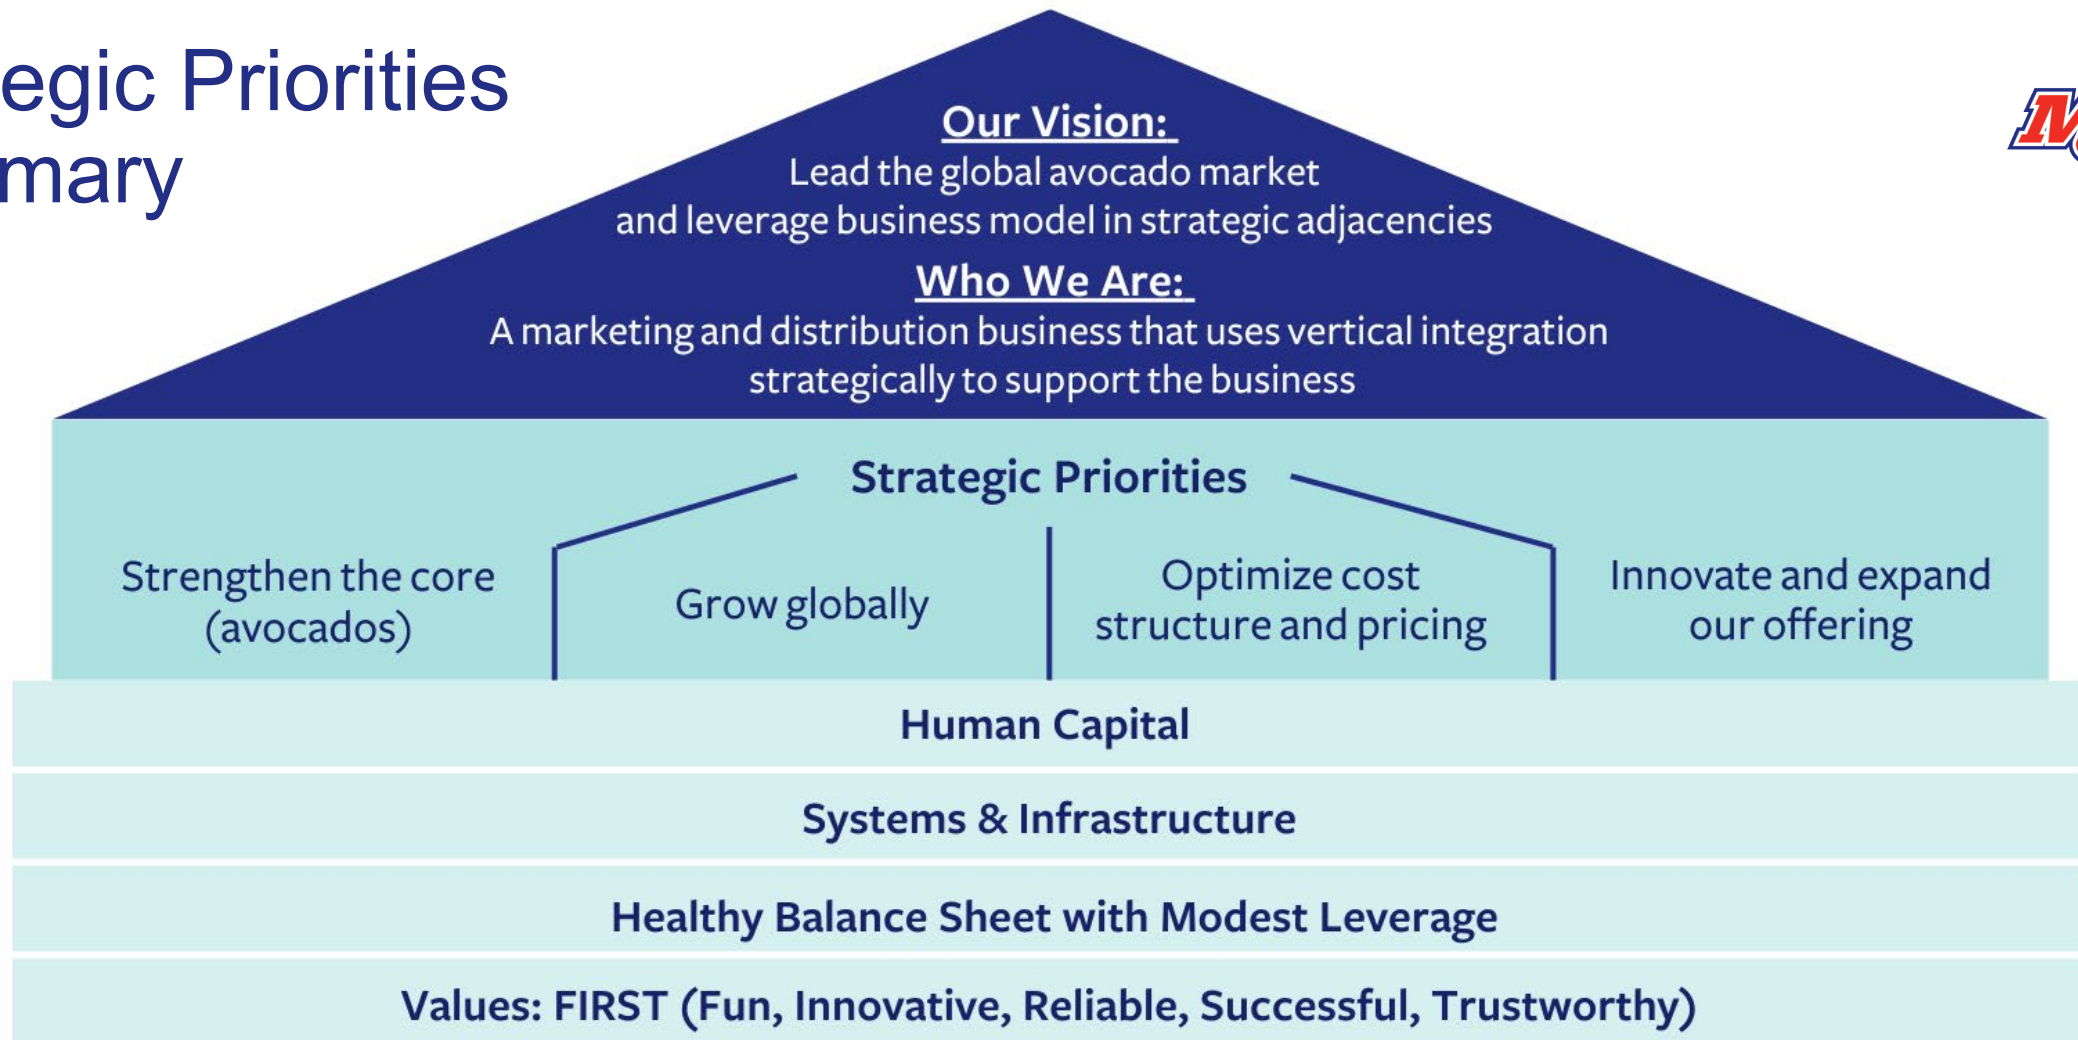 egic Priorities
mary
Our Vision:
Lead the global avocado market
and leverage business model in strategic adjacencies
Who We Are:
A marketing and distribution business that uses vertical integration
strategically to support the business
Strategic Priorities
Strengthen the core
(avocados)
Grow globally
Optimize cost
structure and pricing
Innovate and expand
our offering
Human Capital
Systems & Infrastructure
Healthy Balance Sheet with Modest Leverage
Values: FIRST (Fun, Innovative, Reliable, Successful, Trustworthy)